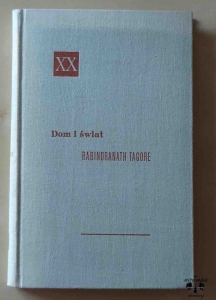 XX
Dom i świat
RABINDRANATH TAGORE